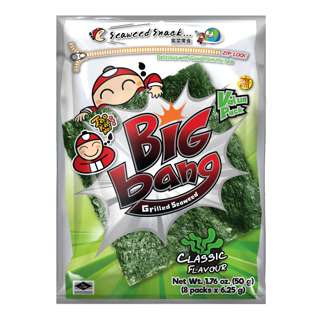 Seaweed Snack...
ZIP LOCK
Value
Pack
BIG
bang
Grilled Seaweed
CLASSIC
FLAVOUR
Net Wt. 1.76 oz. (50 g)
(8 packs x 6.25 g)